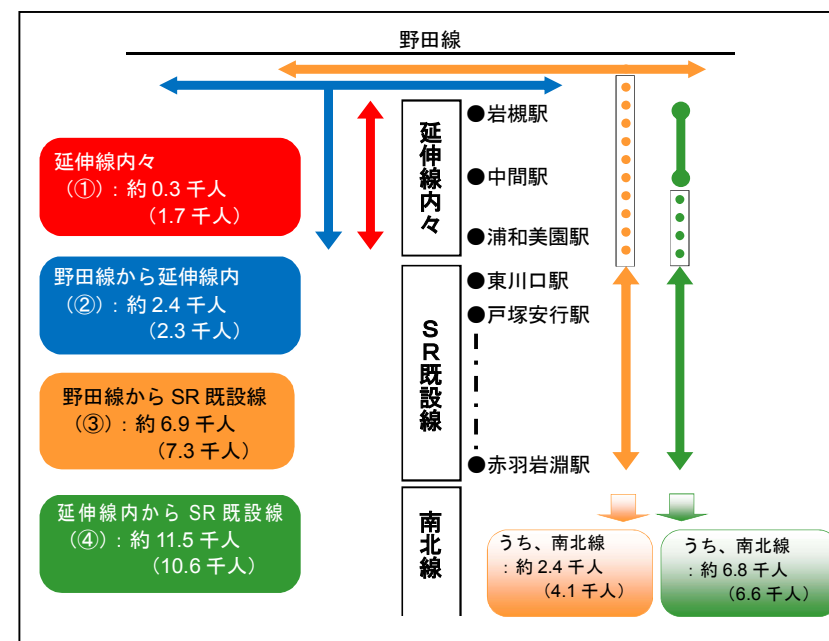 野田線
延伸線内々
（①）：約 0.3 千人
（1.7 千人）
野田線から延伸線内
（②）：約 2.4 千人
（2.3 千人）
野田線から SR 既設線
（③）：約 6.9 千人
（7.3 千人）
延伸線内から SR 既設線
（④）：約 11.5 千人
（10.6 千人）
延伸線内々
ＳＲ既設線
南北線
●岩槻駅
●中間駅
●浦和美園駅
●東川口駅
●戸塚安行駅
●赤羽岩淵駅
うち、南北線
：約 2.4 千人
（4.1 千人）
うち、南北線
：約 6.8 千人
（6.6 千人）